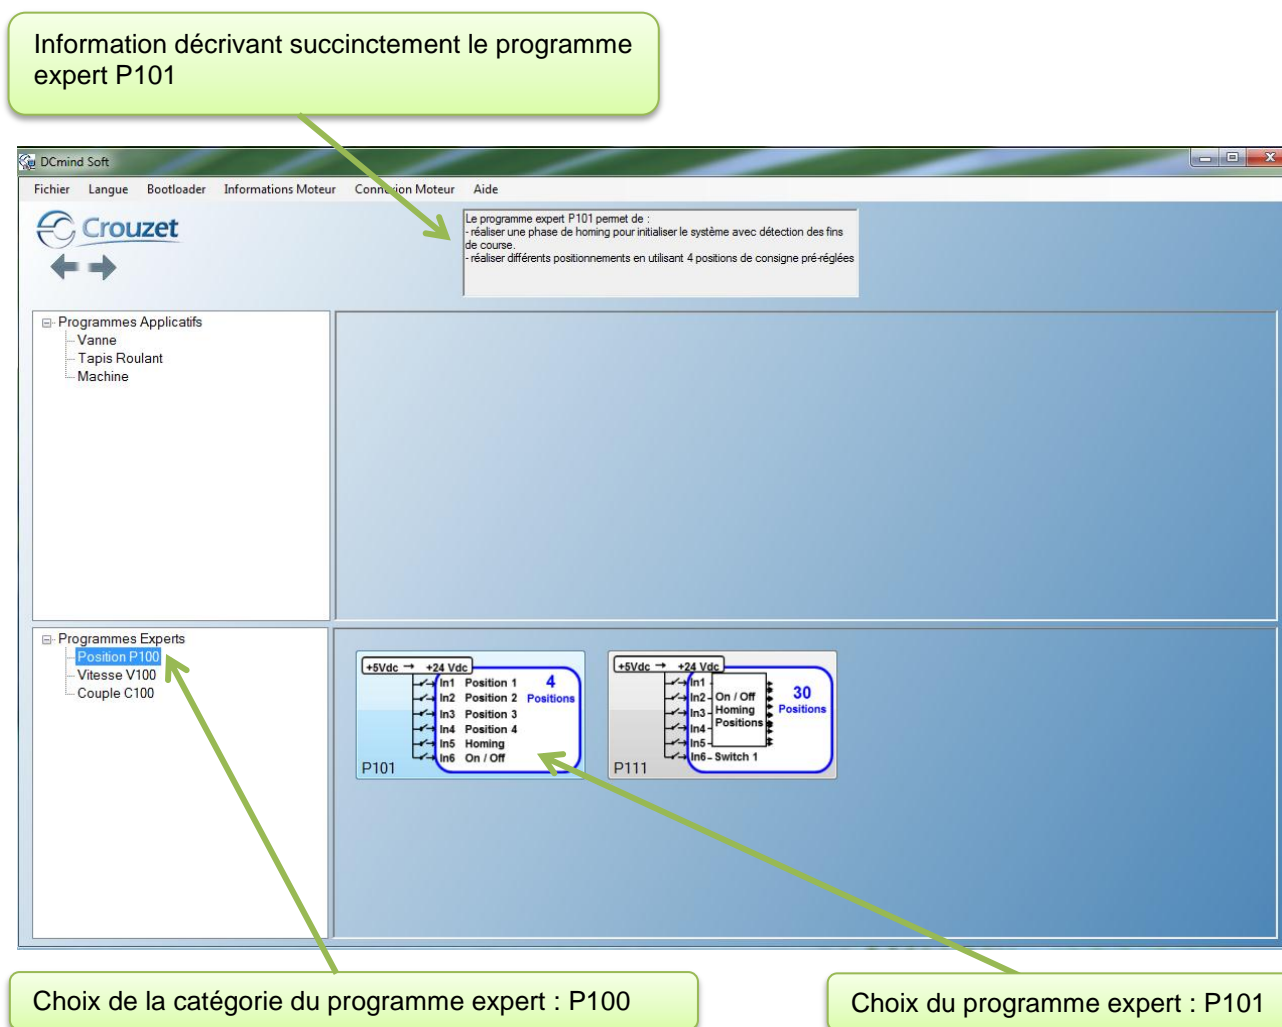 Information décrivant succinctement le programme
expert P101
DCmind Soft
Fichier Langue Bootloader Informations Moteur Connexion Moteur Aide
Crouzet
Le programme expert P101 permet de :
- réaliser une phase de homing pour initialiser le système avec détection des fins
de course.
- réaliser différents positionnements en utilisant 4 positions de consigne pré-réglées
Programmes Applicatifs
Vanne
Tapis Roulant
Machine
Programmes Experts
Position P100
Vitesse V100
Couple C100
+5Vdc → +24 Vdc
In1 Position 1
In2 Position 2
In3 Position 3
In4 Position 4
In5 Homing
In6 On / Off
4
Positions
P101
+5Vdc → +24 Vdc
In1
In2
In3
In4
In5
In6 - Switch 1
On / Off
Homing
Positions
30
Positions
P111
Choix de la catégorie du programme expert : P100
Choix du programme expert : P101